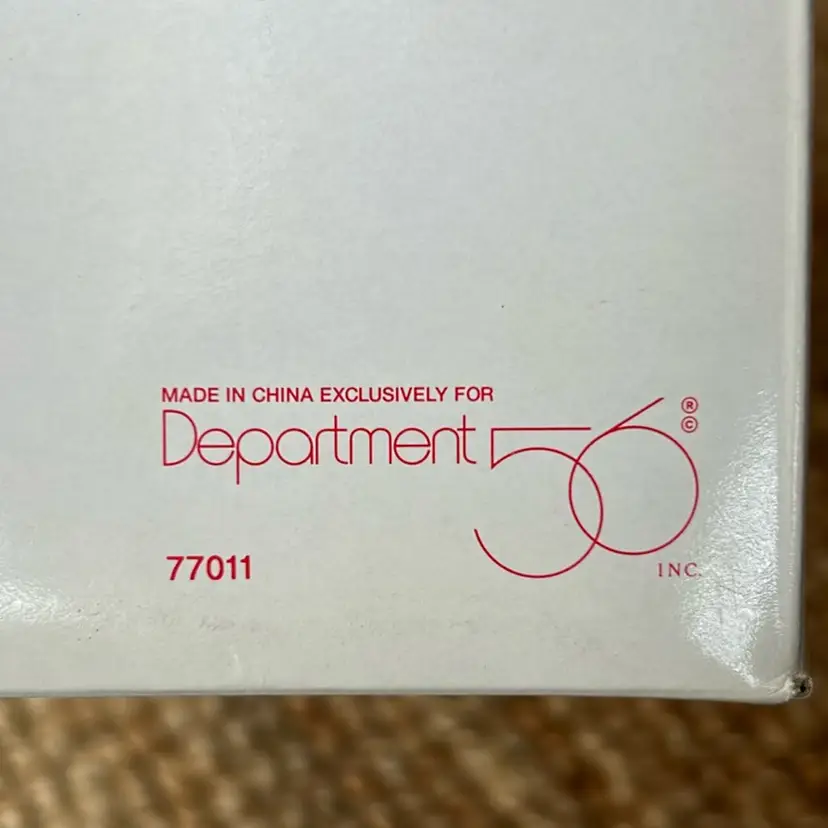 MADE IN CHINA EXCLUSIVELY FOR
Department 56 ® ©
INC.
77011